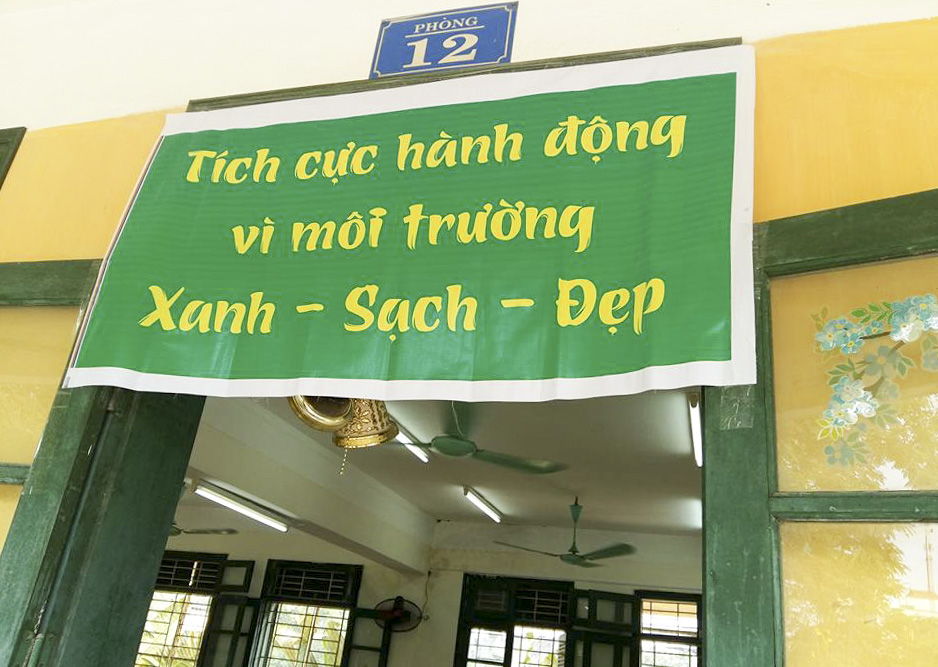 PHÒNG
12
Tích cực hành động
vì môi trường
Xanh - Sạch - Đẹp